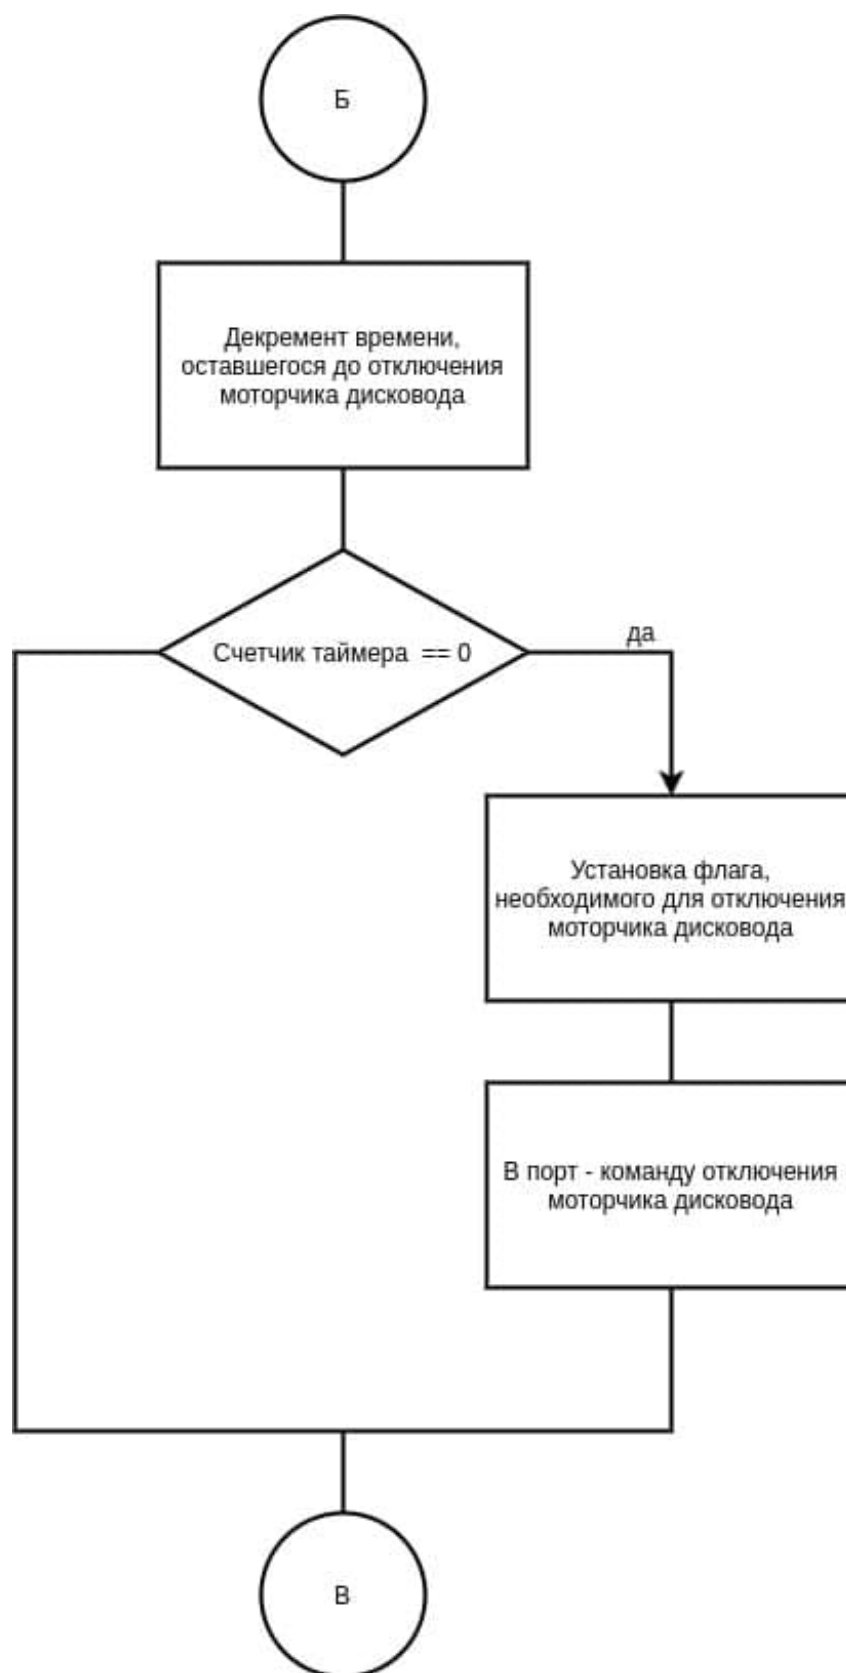 Б
Декремент времени,
оставшегося до отключения
моторчика дисковода
Счетчик таймера == 0
да
Установка флага,
необходимого для отключения
моторчика дисковода
В порт - команду отключения
моторчика дисковода
В